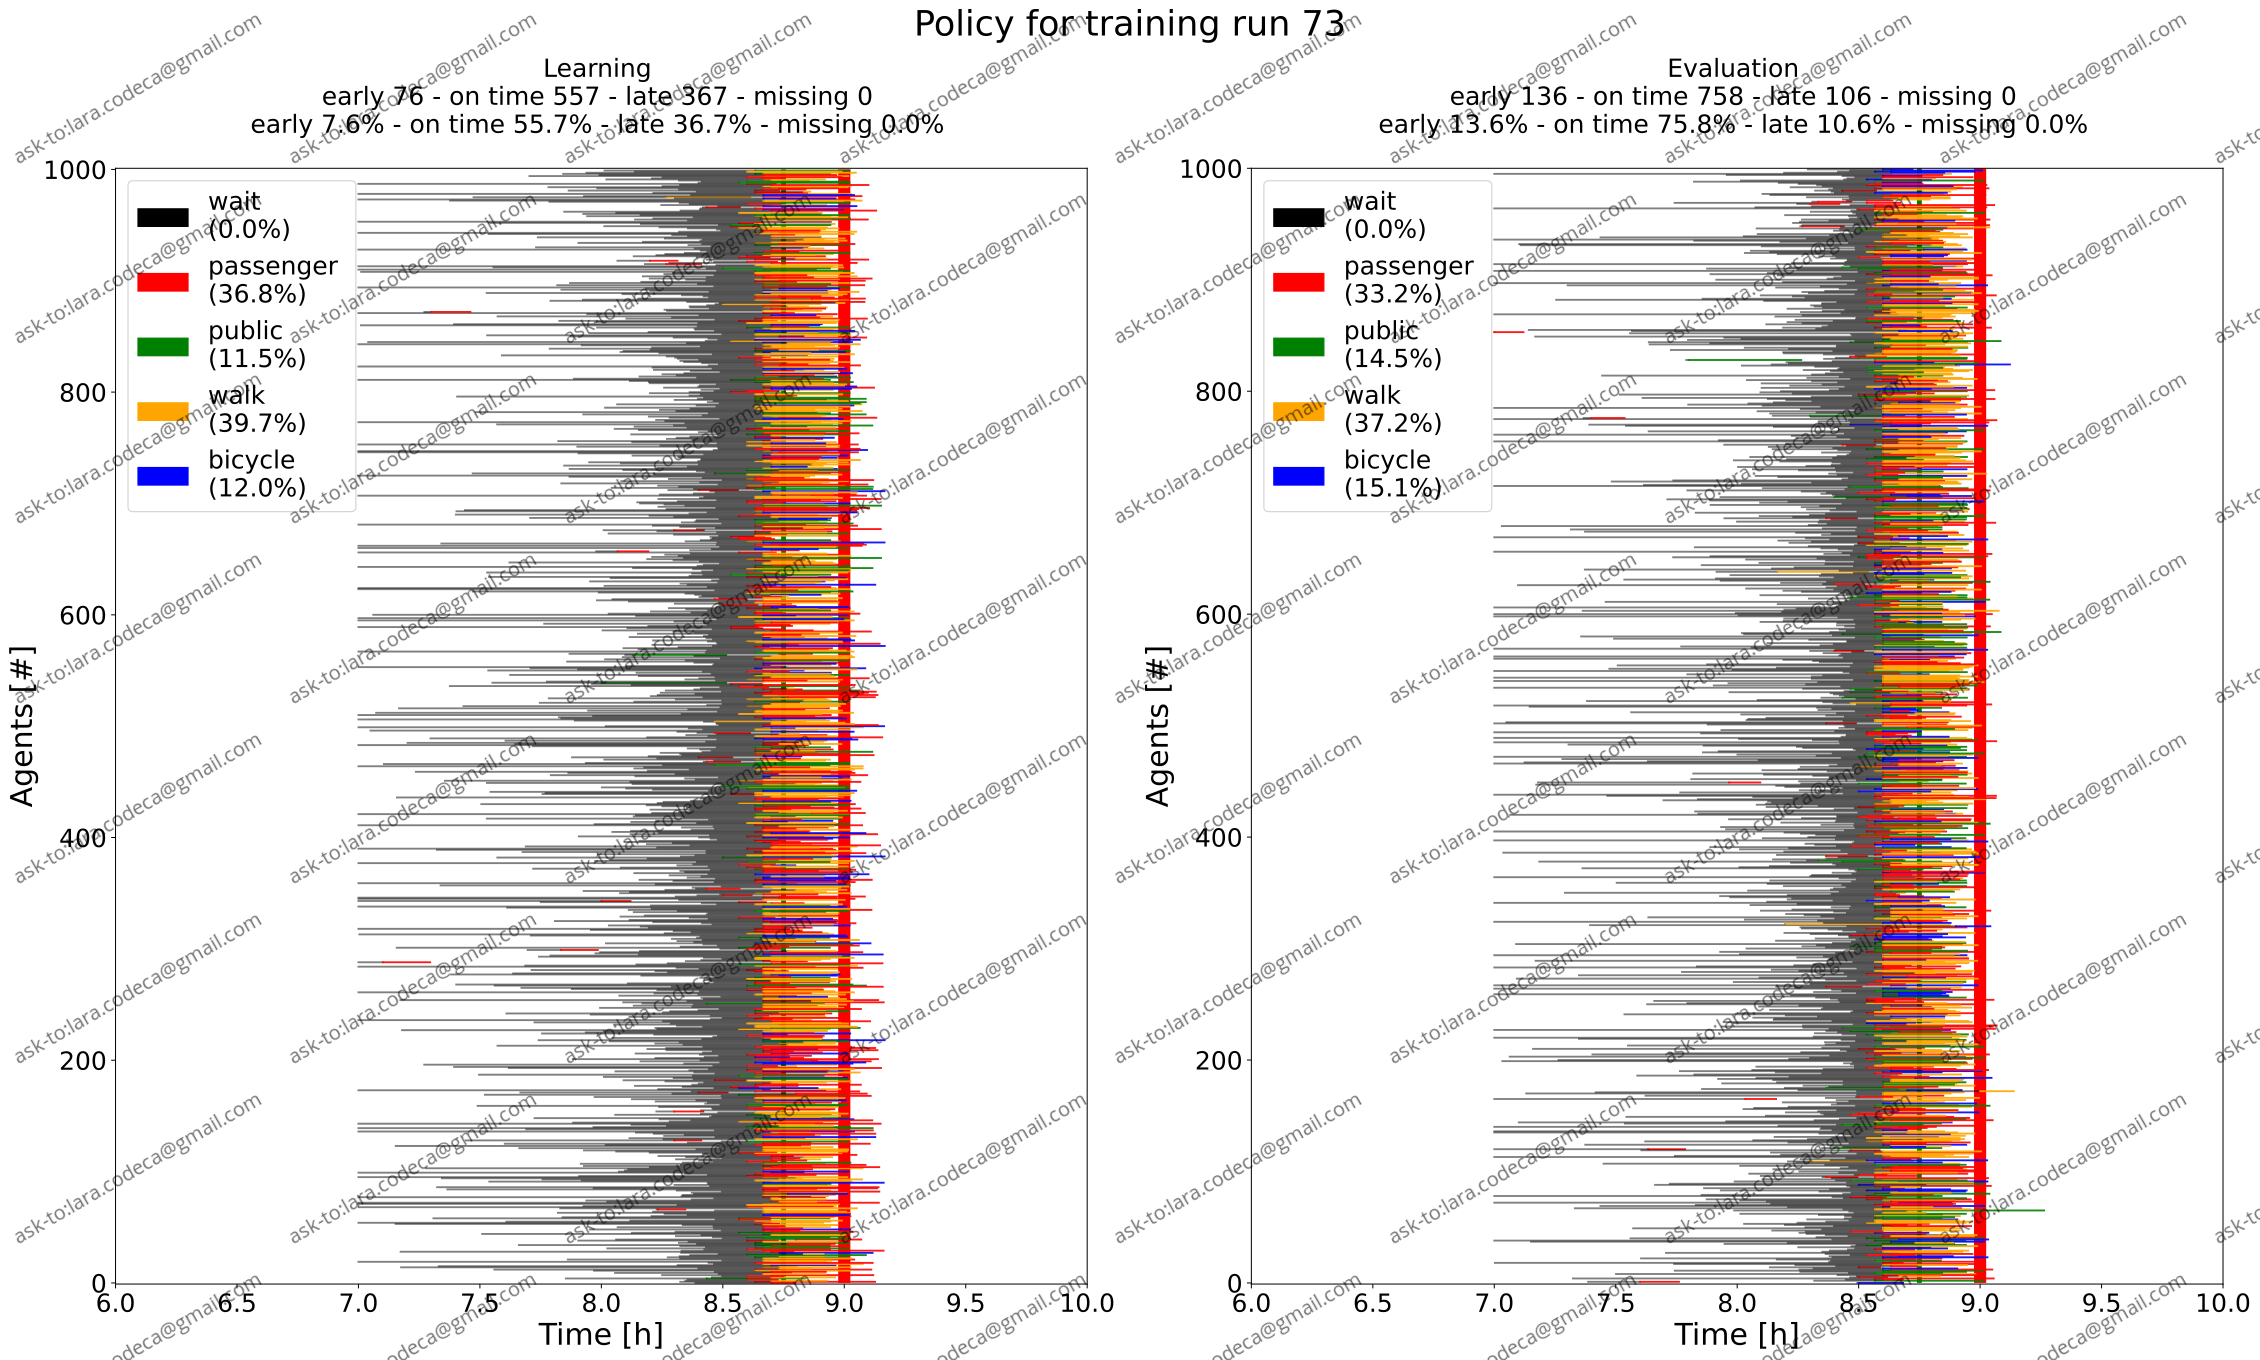 Policy for training run 73
Learning
early 76 - on time 557 - late 367 - missing 0
early 7.6% - on time 55.7% - late 36.7% - missing 0.0%
1000
800
600
400
200
0
Agents [#]
wait
(0.0%)
passenger
(36.8%)
public
(11.5%)
walk
(39.7%)
bicycle
(12.0%)
6.0 6.5 7.0 7.5 8.0 8.5 9.0 9.5 10.0
Time [h]
Evaluation
early 136 - on time 758 - late 106 - missing 0
early 13.6% - on time 75.8% - late 10.6% - missing 0.0%
1000
800
600
400
200
0
Agents [#]
wait
(0.0%)
passenger
(33.2%)
public
(14.5%)
walk
(37.2%)
bicycle
(15.1%)
6.0 6.5 7.0 7.5 8.0 8.5 9.0 9.5 10.0
Time [h]
ask-to:lara.codeca@gmail.com